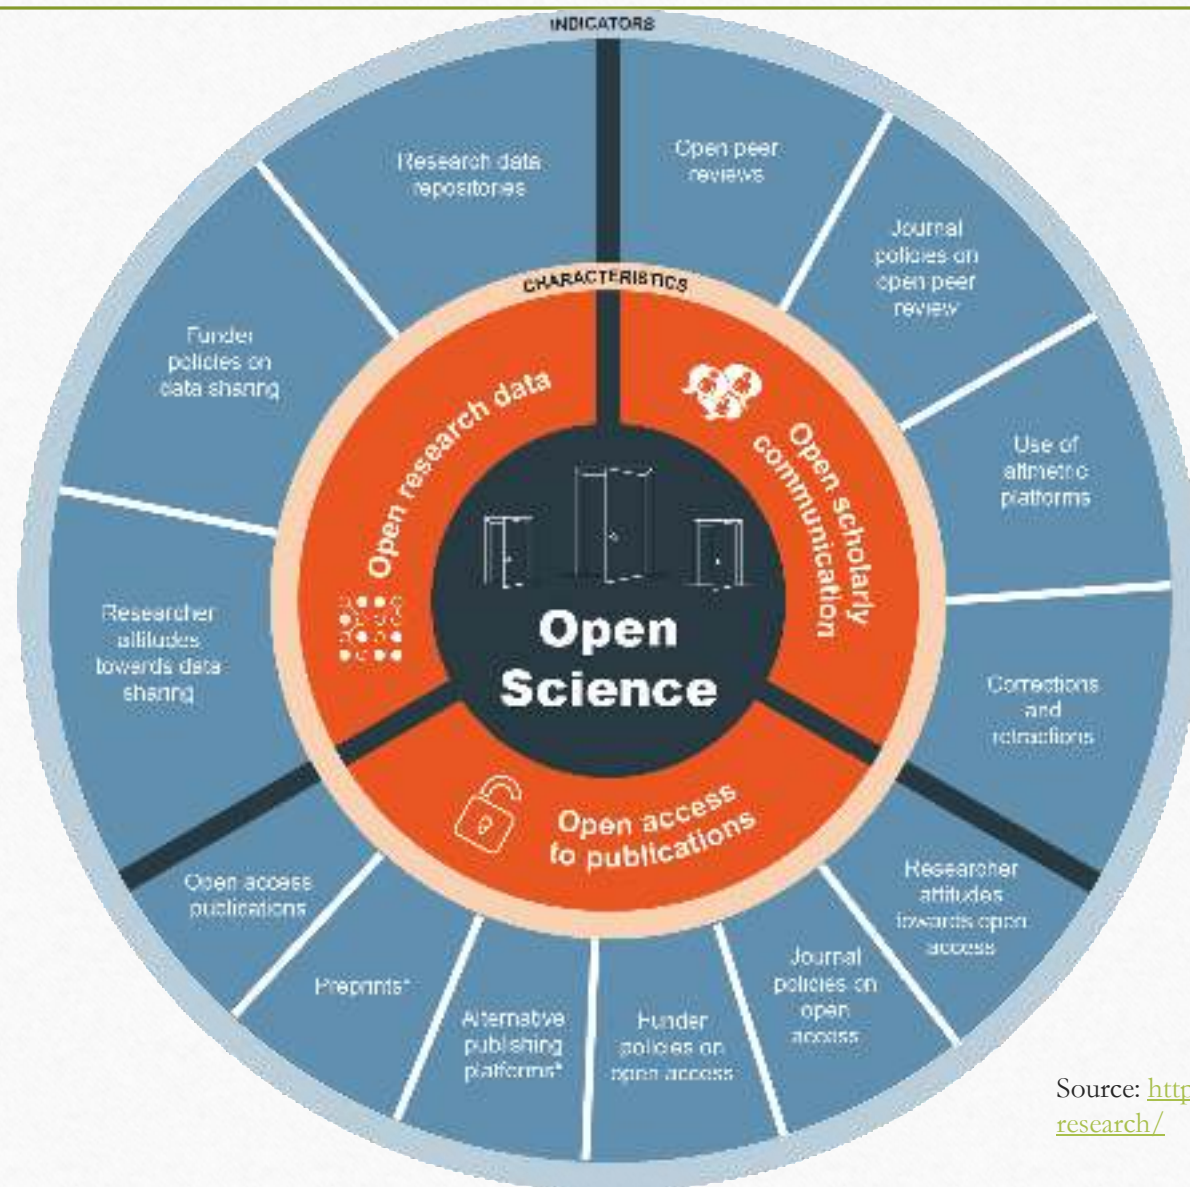 INDICATORS
Research data
repositories
Open peer
reviews
Journal
policies on
open peer
review
Use of
altmetric
platforms
Corrections
and
retractions
Researcher
attitudes
towards open
access
Journal
policies on
open
access
Funder
policies on
open access
Alternative
publishing
platforms*
Preprints*
Open access
publications
Researcher
attitudes
towards data
sharing
Funder
policies on
data sharing
CHARACTERISTICS
Open research data
Open scholarly
communication
Open access
to publications
Open
Science
Source: http
research/